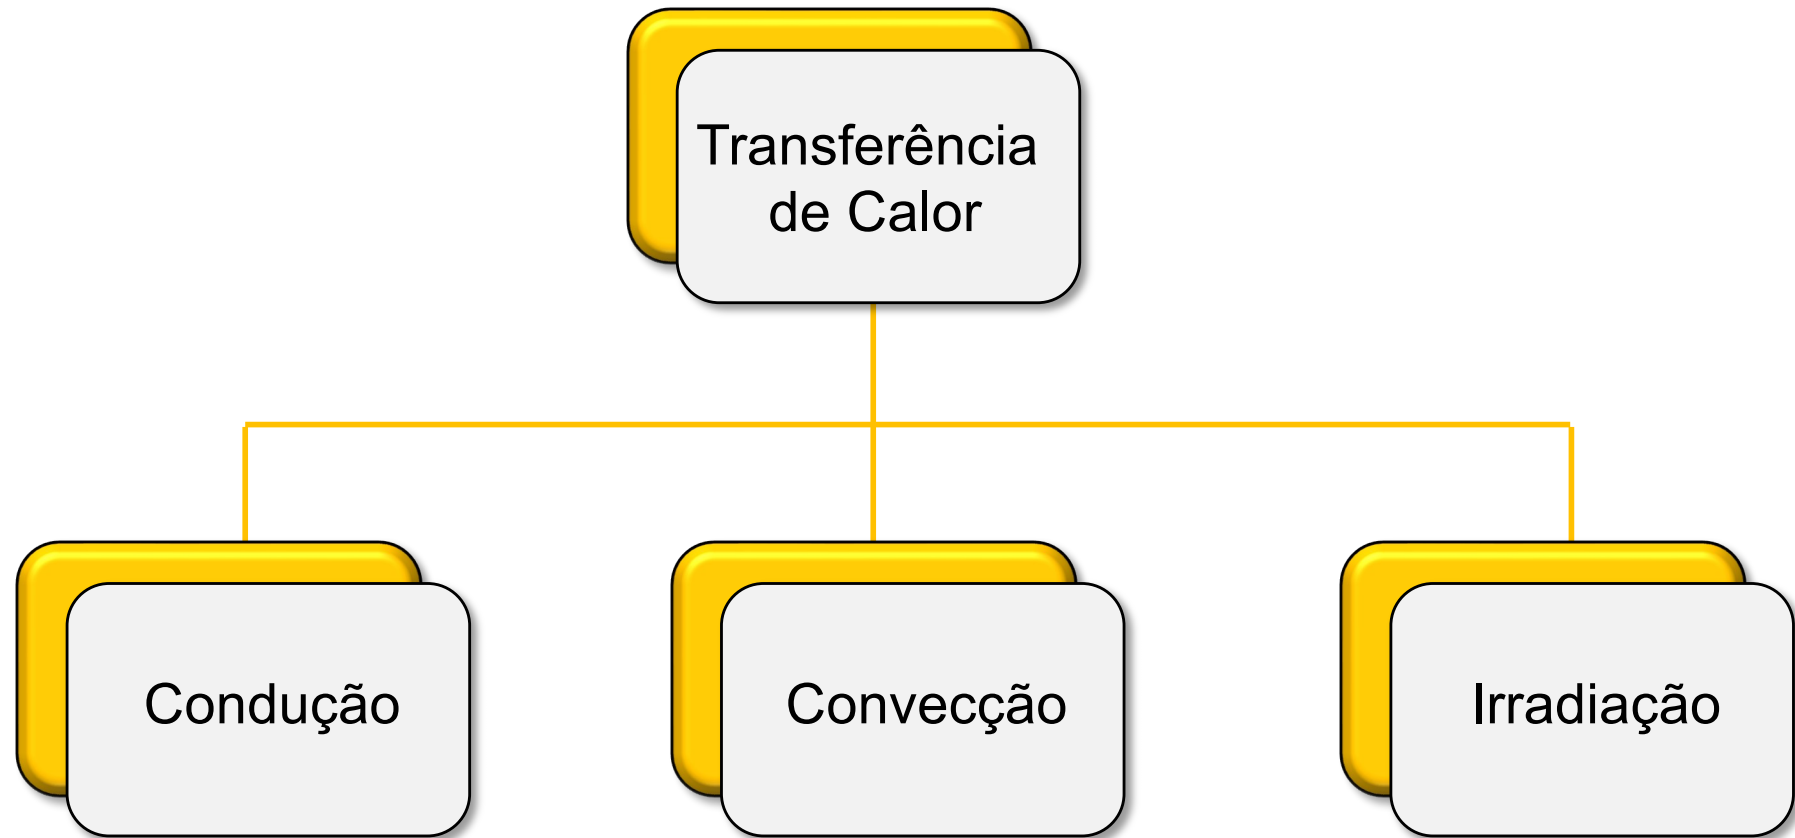 Transferência
de Calor
Condução
Convecção
Irradiação